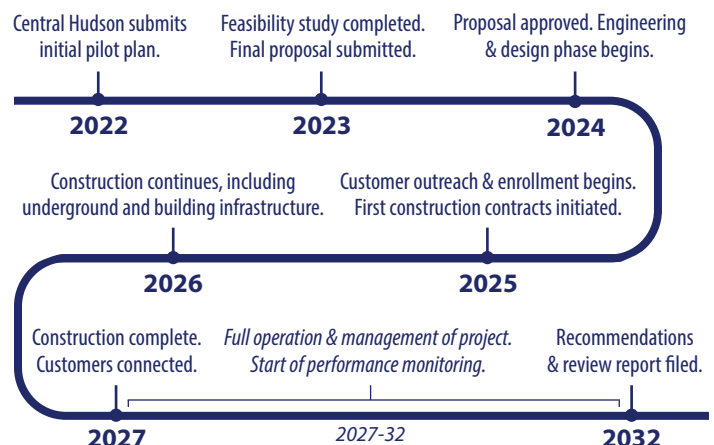 Central Hudson submits
initial pilot plan.
2022
Feasibility study completed.
Final proposal submitted.
2023
Proposal approved. Engineering
& design phase begins.
2024
Customer outreach & enrollment begins.
First construction contracts initiated.
2025
Construction continues, including
underground and building infrastructure.
2026
Construction complete.
Customers connected.
2027
Full operation & management of project.
Start of performance monitoring.
2027-32
Recommendations
& review report filed.
2032